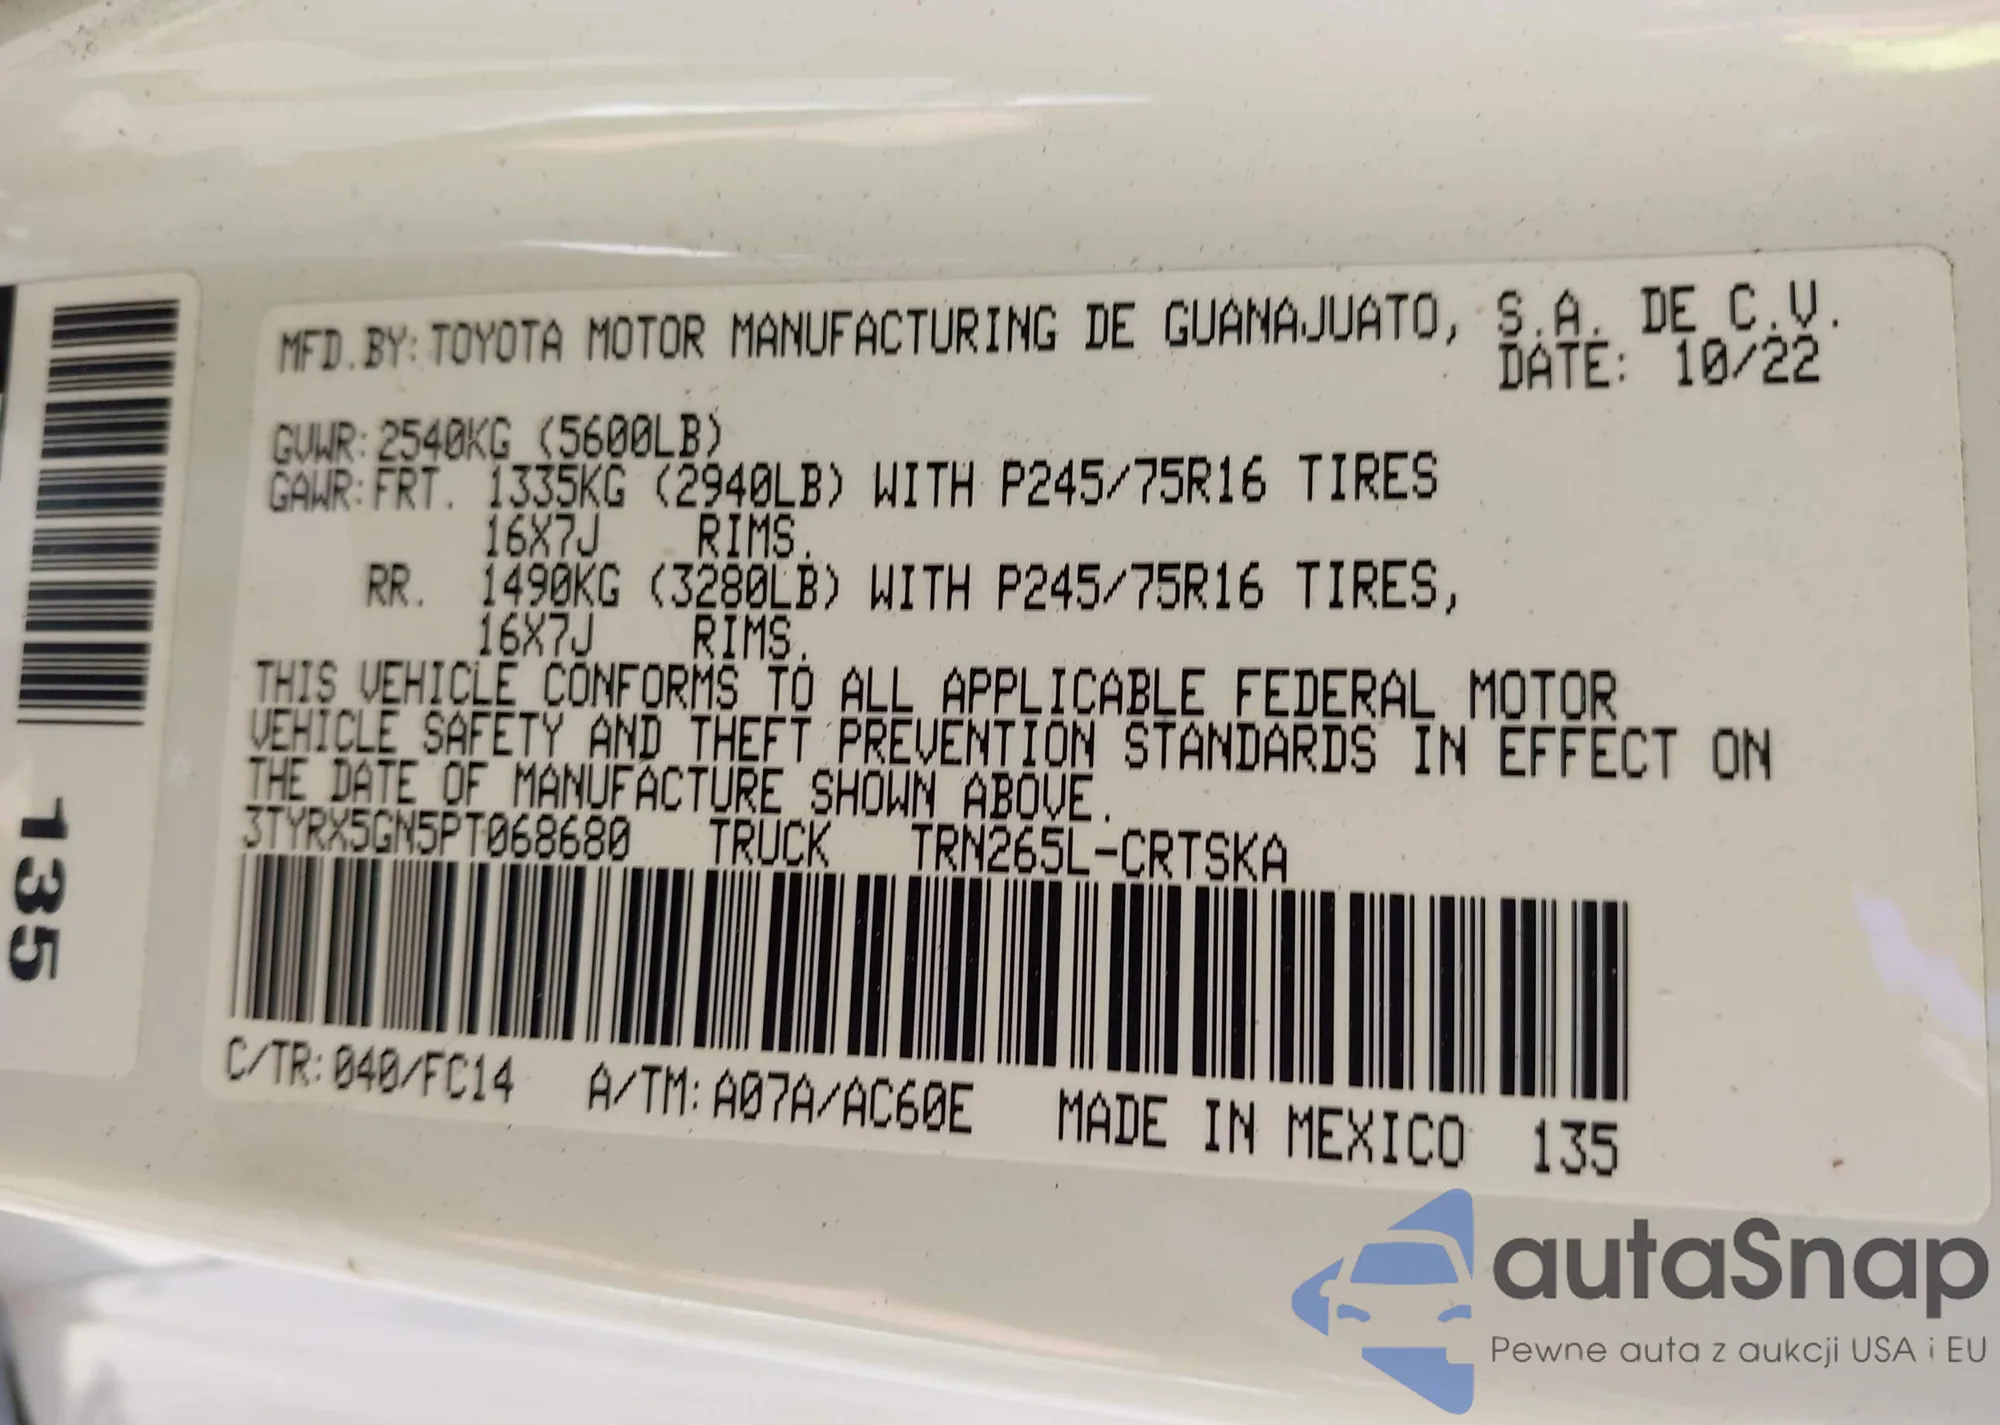 135
MFD.BY: TOYOTA MOTOR MANUFACTURING DE GUANAJUATO, S.A. DE C.V.
DATE: 10/22
GVWR: 2540KG (5600LB)
GAWR: FRT. 1335KG (2940LB) WITH P245/75R16 TIRES
16X7J RIMS.
RR. 1490KG (3280LB) WITH P245/75R16 TIRES,
16X7J RIMS.
THIS VEHICLE CONFORMS TO ALL APPLICABLE FEDERAL MOTOR
VEHICLE SAFETY AND THEFT PREVENTION STANDARDS IN EFFECT ON
THE DATE OF MANUFACTURE SHOWN ABOVE.
3TYRX5GN5PT068680 TRUCK TRN265L-CRTSKA
C/TR: 040/FC14 A/TM: A07A/AC60E MADE IN MEXICO 135
autaSnap
Pewne auta z aukcji USA i EU